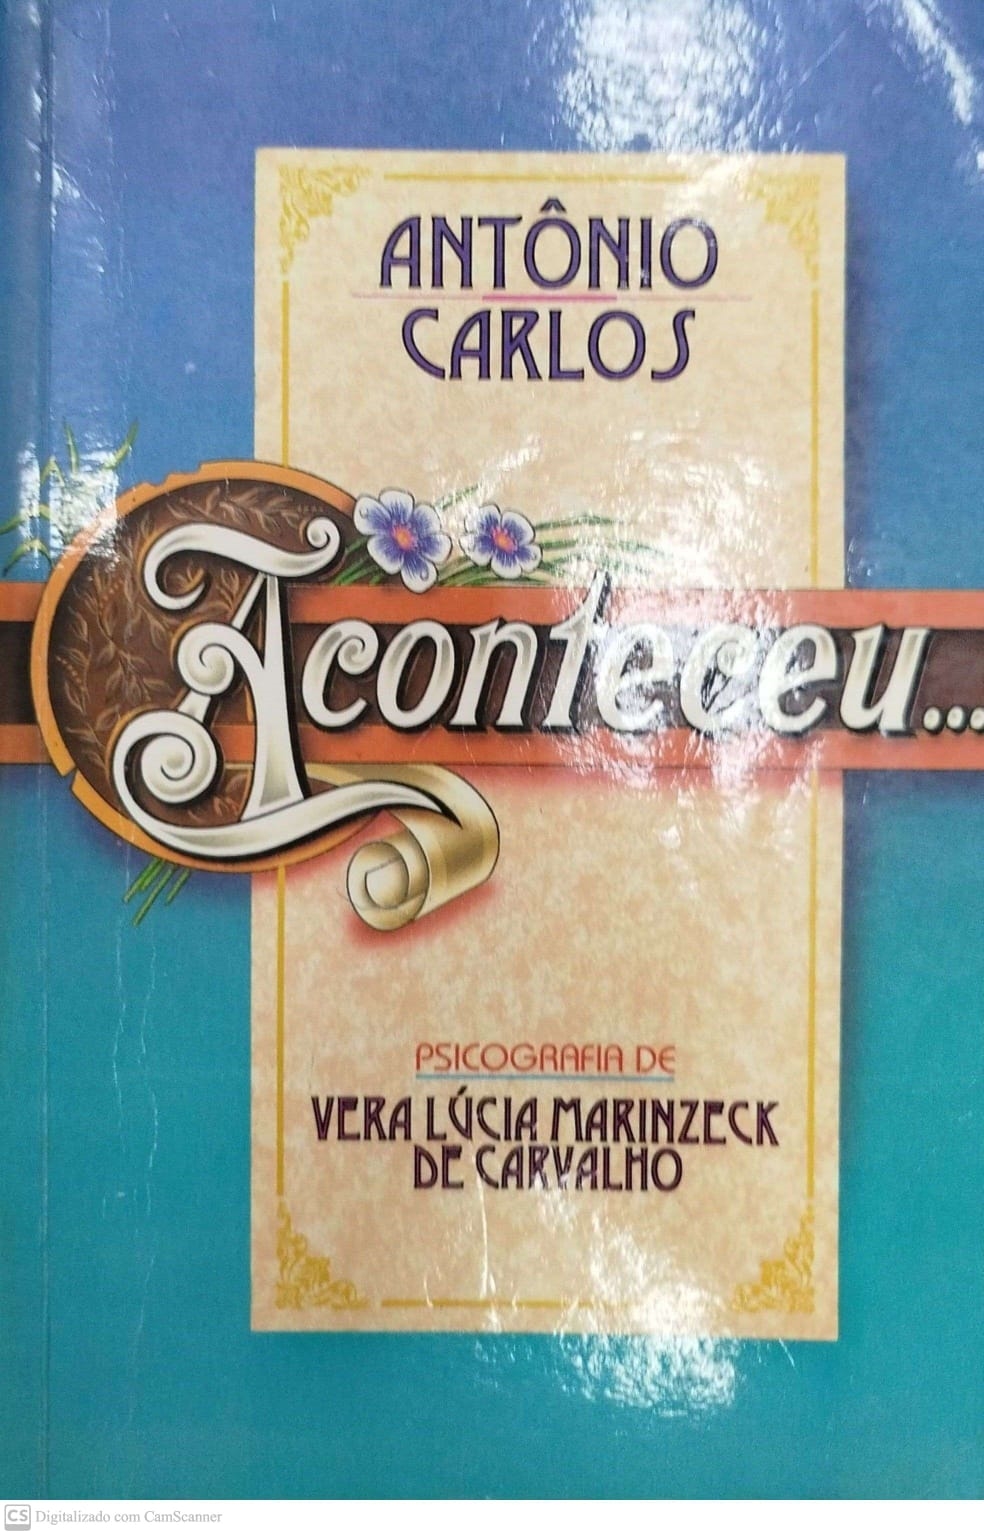 ANTÔNIO
CARLOS
Aconteceu...
PSICOGRAFIA DE
VERA LÚCIA MARINZECK
DE CARVALHO
CS Digitalizado com CamScanner